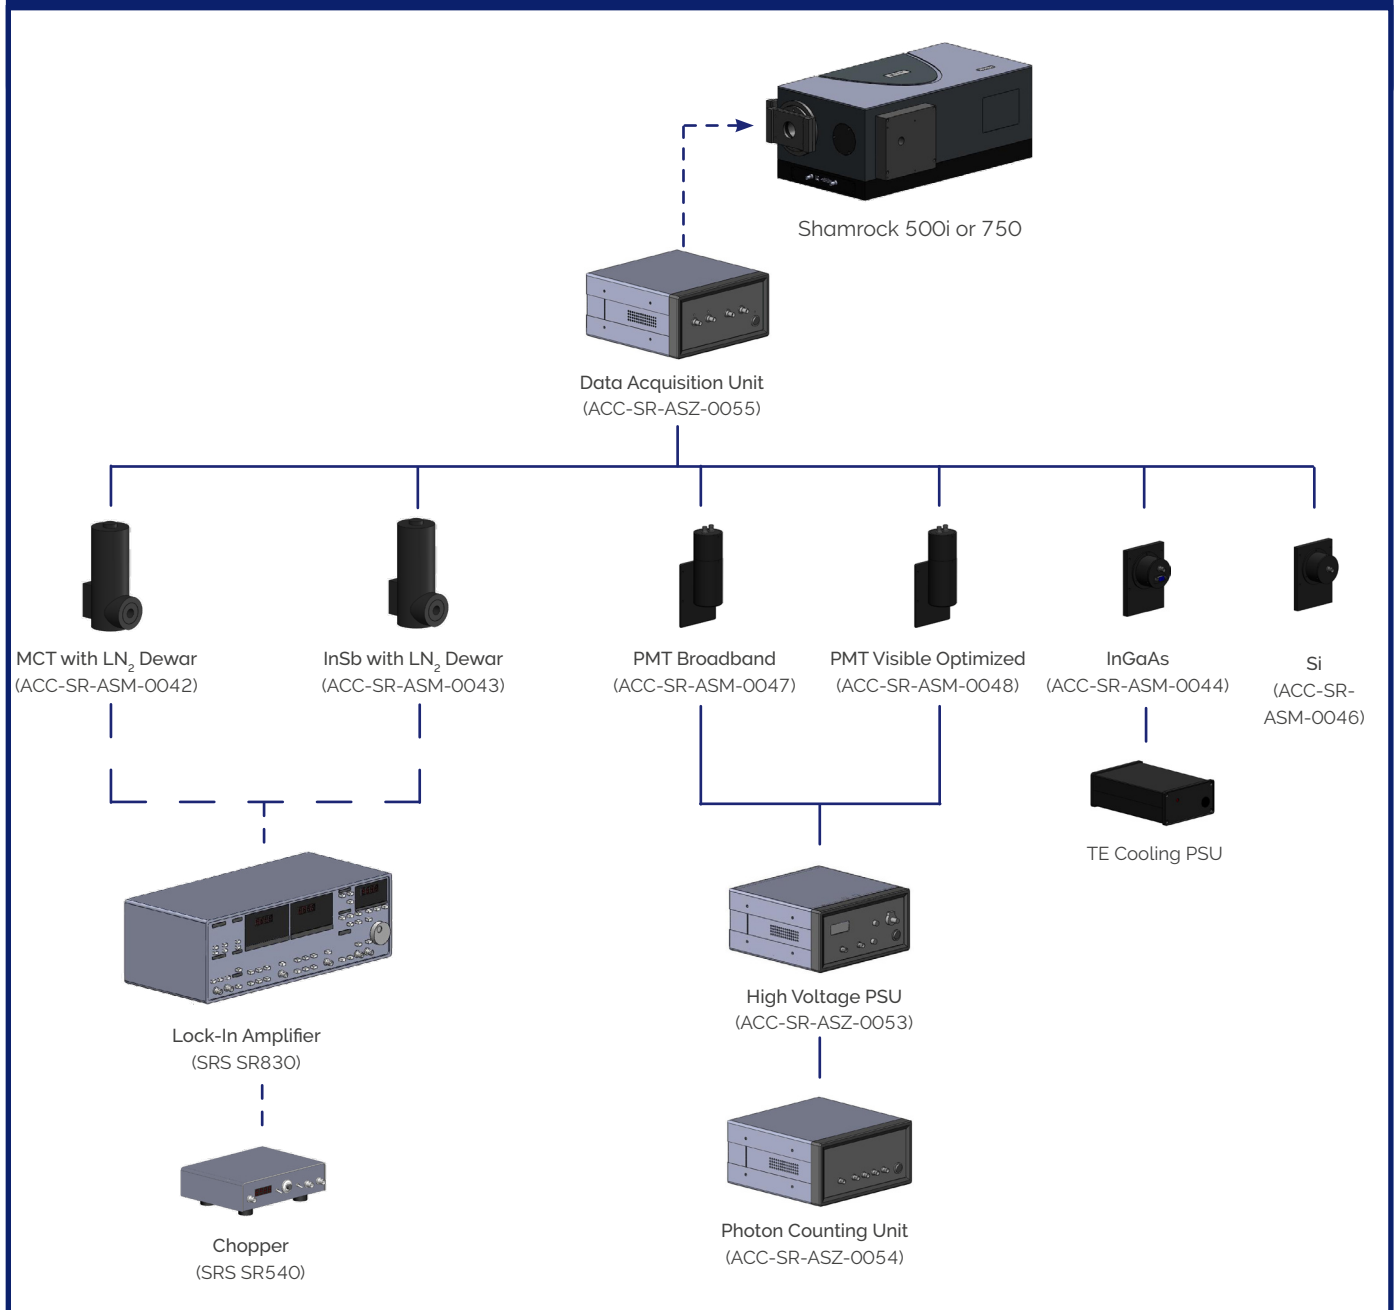 Shamrock 500i or 750
Data Acquisition Unit
(ACC-SR-ASZ-0055)
MCT with LN₂ Dewar
(ACC-SR-ASM-0042)
InSb with LN₂ Dewar
(ACC-SR-ASM-0043)
PMT Broadband
(ACC-SR-ASM-0047)
PMT Visible Optimized
(ACC-SR-ASM-0048)
InGaAs
(ACC-SR-ASM-0044)
Si
(ACC-SR-
ASM-0046)
TE Cooling PSU
Lock-In Amplifier
(SRS SR830)
High Voltage PSU
(ACC-SR-ASZ-0053)
Chopper
(SRS SR540)
Photon Counting Unit
(ACC-SR-ASZ-0054)